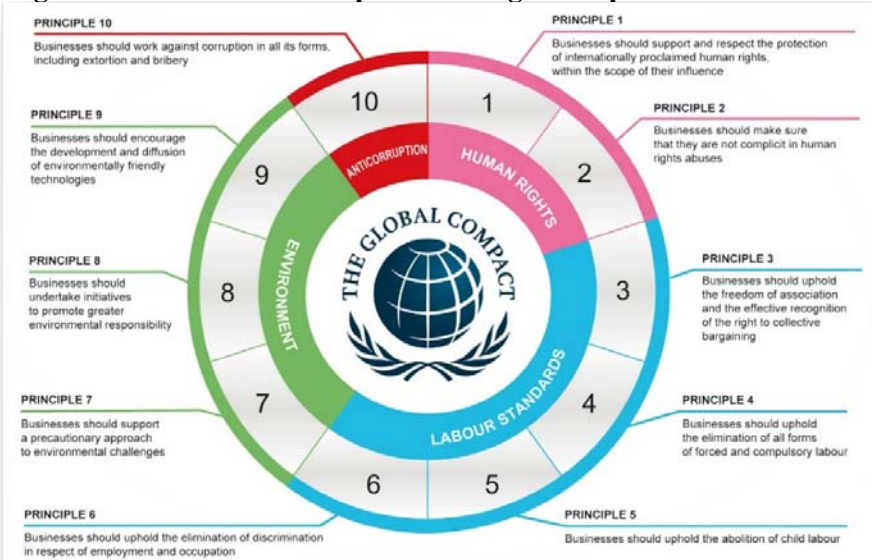 PRINCIPLE 10
Businesses should work against corruption in all its forms,
including extortion and bribery
PRINCIPLE 1
Businesses should support and respect the protection
of internationally proclaimed human rights,
within the scope of their influence
PRINCIPLE 9
Businesses should encourage
the development and diffusion
of environmentally friendly
technologies
PRINCIPLE 2
Businesses should make sure
that they are not complicit in human
rights abuses
PRINCIPLE 8
Businesses should
undertake initiatives
to promote greater
environmental responsibility
PRINCIPLE 3
Businesses should uphold
the freedom of association
and the effective recognition
of the right to collective
bargaining
PRINCIPLE 7
Businesses should support
a precautionary approach
to environmental challenges
PRINCIPLE 4
Businesses should uphold
the elimination of all forms
of forced and compulsory labour
PRINCIPLE 6
Businesses should uphold the elimination of discrimination
in respect of employment and occupation
PRINCIPLE 5
Businesses should uphold the abolition of child labour
10
1
2
3
4
5
6
7
8
9
ANTICORRUPTION
HUMAN RIGHTS
LABOUR STANDARDS
ENVIRONMENT
THE GLOBAL COMPACT